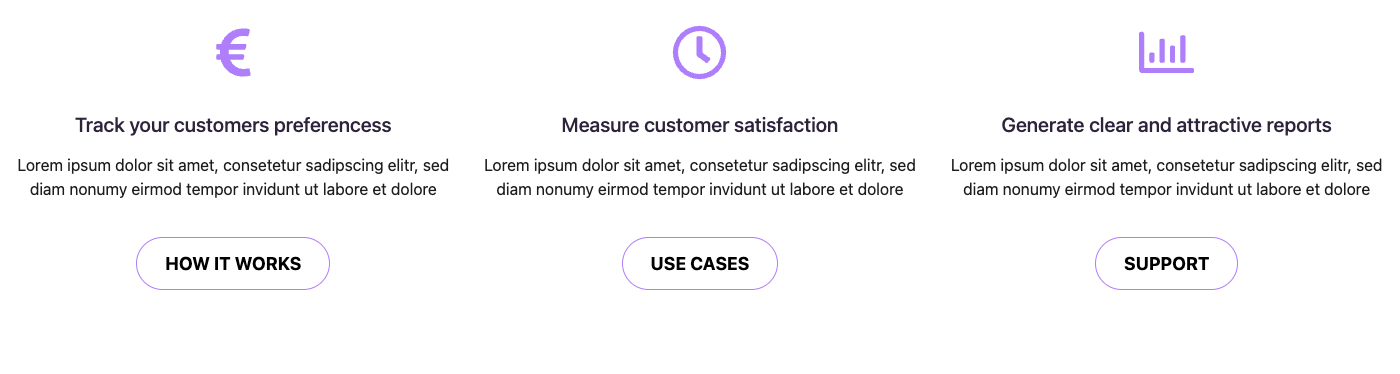 Track your customers preferencess
Lorem ipsum dolor sit amet, consetetur sadipscing elitr, sed
diam nonumy eirmod tempor invidunt ut labore et dolore
HOW IT WORKS
Measure customer satisfaction
Lorem ipsum dolor sit amet, consetetur sadipscing elitr, sed
diam nonumy eirmod tempor invidunt ut labore et dolore
USE CASES
Generate clear and attractive reports
Lorem ipsum dolor sit amet, consetetur sadipscing elitr, sed
diam nonumy eirmod tempor invidunt ut labore et dolore
SUPPORT